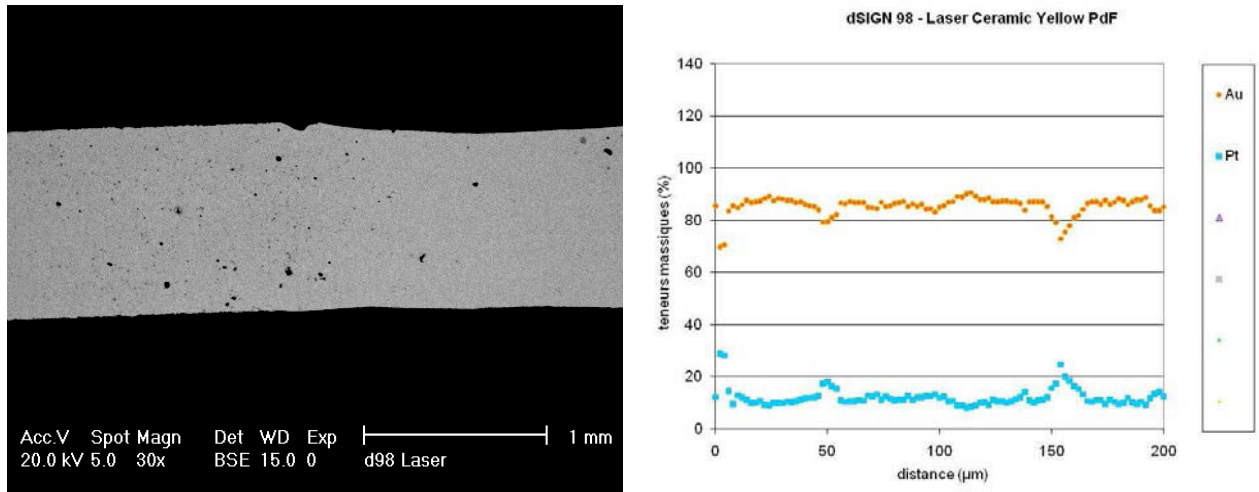 Acc.V Spot Magn Det WD Exp 1 mm
20.0 kV 5.0 30x BSE 15.0 0 d98 Laser
dSIGN 98 - Laser Ceramic Yellow PdF
teneurs massiques (%)
140
120
100
80
60
40
20
0
0 50 100 150 200
distance (µm)
Au
Pt